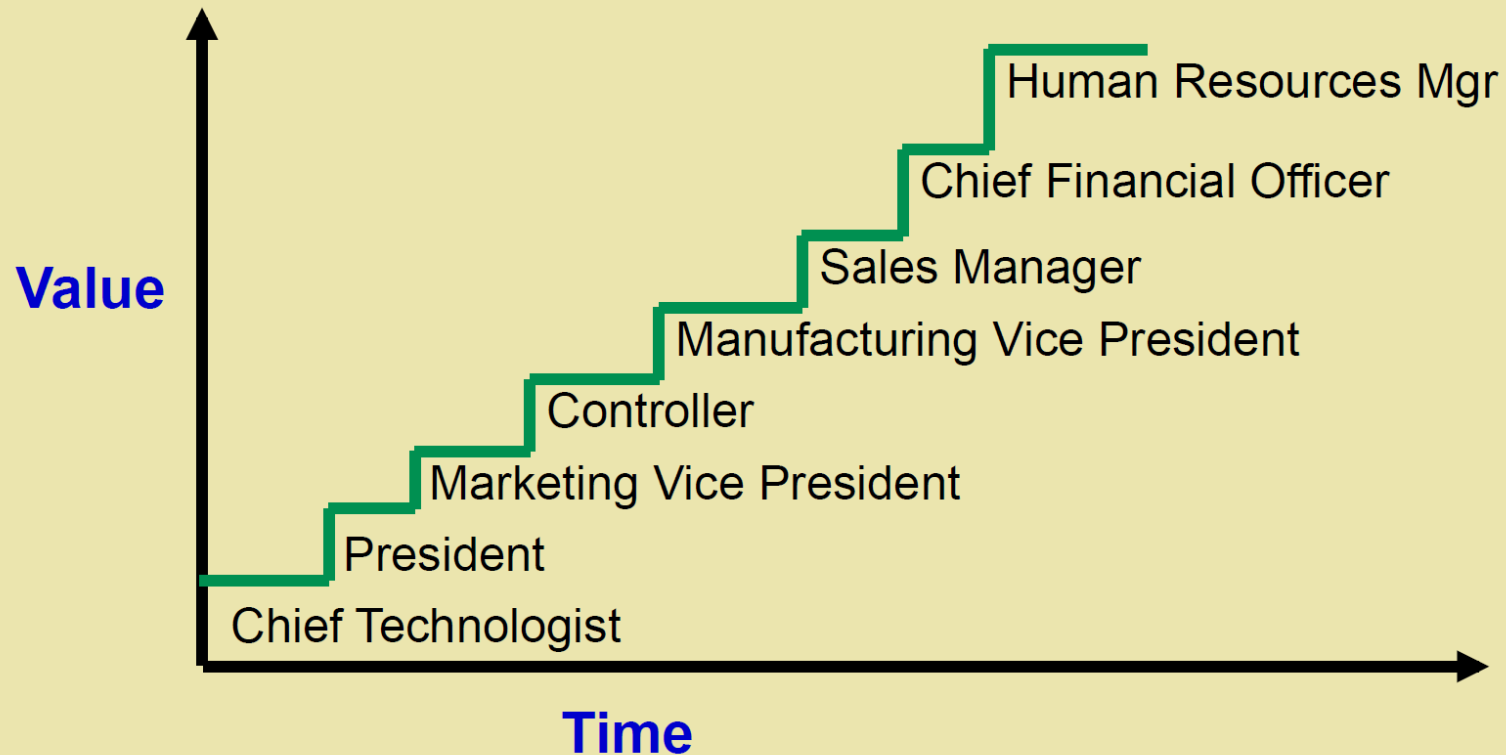 Human Resources Mgr
Chief Financial Officer
Sales Manager
Value
Manufacturing Vice President
Controller
Marketing Vice President
President
Chief Technologist
Time